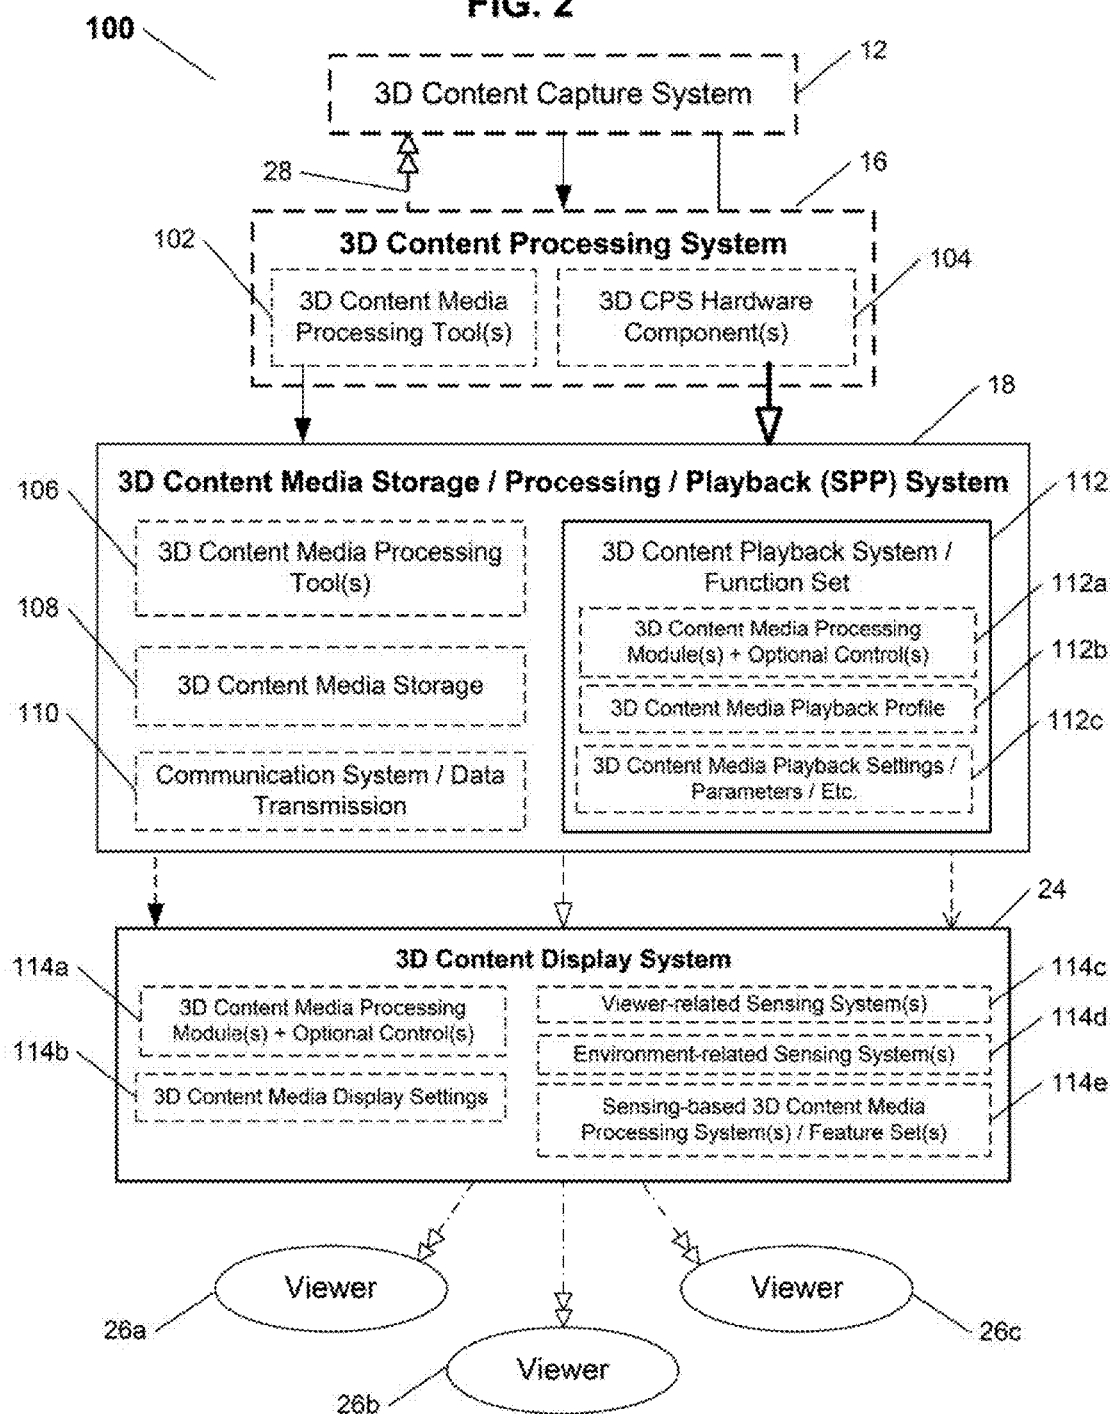 FIG. 2
100
12
3D Content Capture System
28
16
102
3D Content Processing System
104
3D Content Media
Processing Tool(s)
3D CPS Hardware
Component(s)
18
3D Content Media Storage / Processing / Playback (SPP) System
106
112
3D Content Media Processing
Tool(s)
3D Content Playback System /
Function Set
112a
108
3D Content Media Processing
Module(s) + Optional Control(s)
112b
3D Content Media Storage
3D Content Media Playback Profile
110
112c
Communication System / Data
Transmission
3D Content Media Playback Settings /
Parameters / Etc.
24
3D Content Display System
114a
114c
3D Content Media Processing
Module(s) + Optional Control(s)
Viewer-related Sensing System(s)
114d
114b
Environment-related Sensing System(s)
114e
3D Content Media Display Settings
Sensing-based 3D Content Media
Processing System(s) / Feature Set(s)
Viewer
Viewer
26a
26c
Viewer
26b